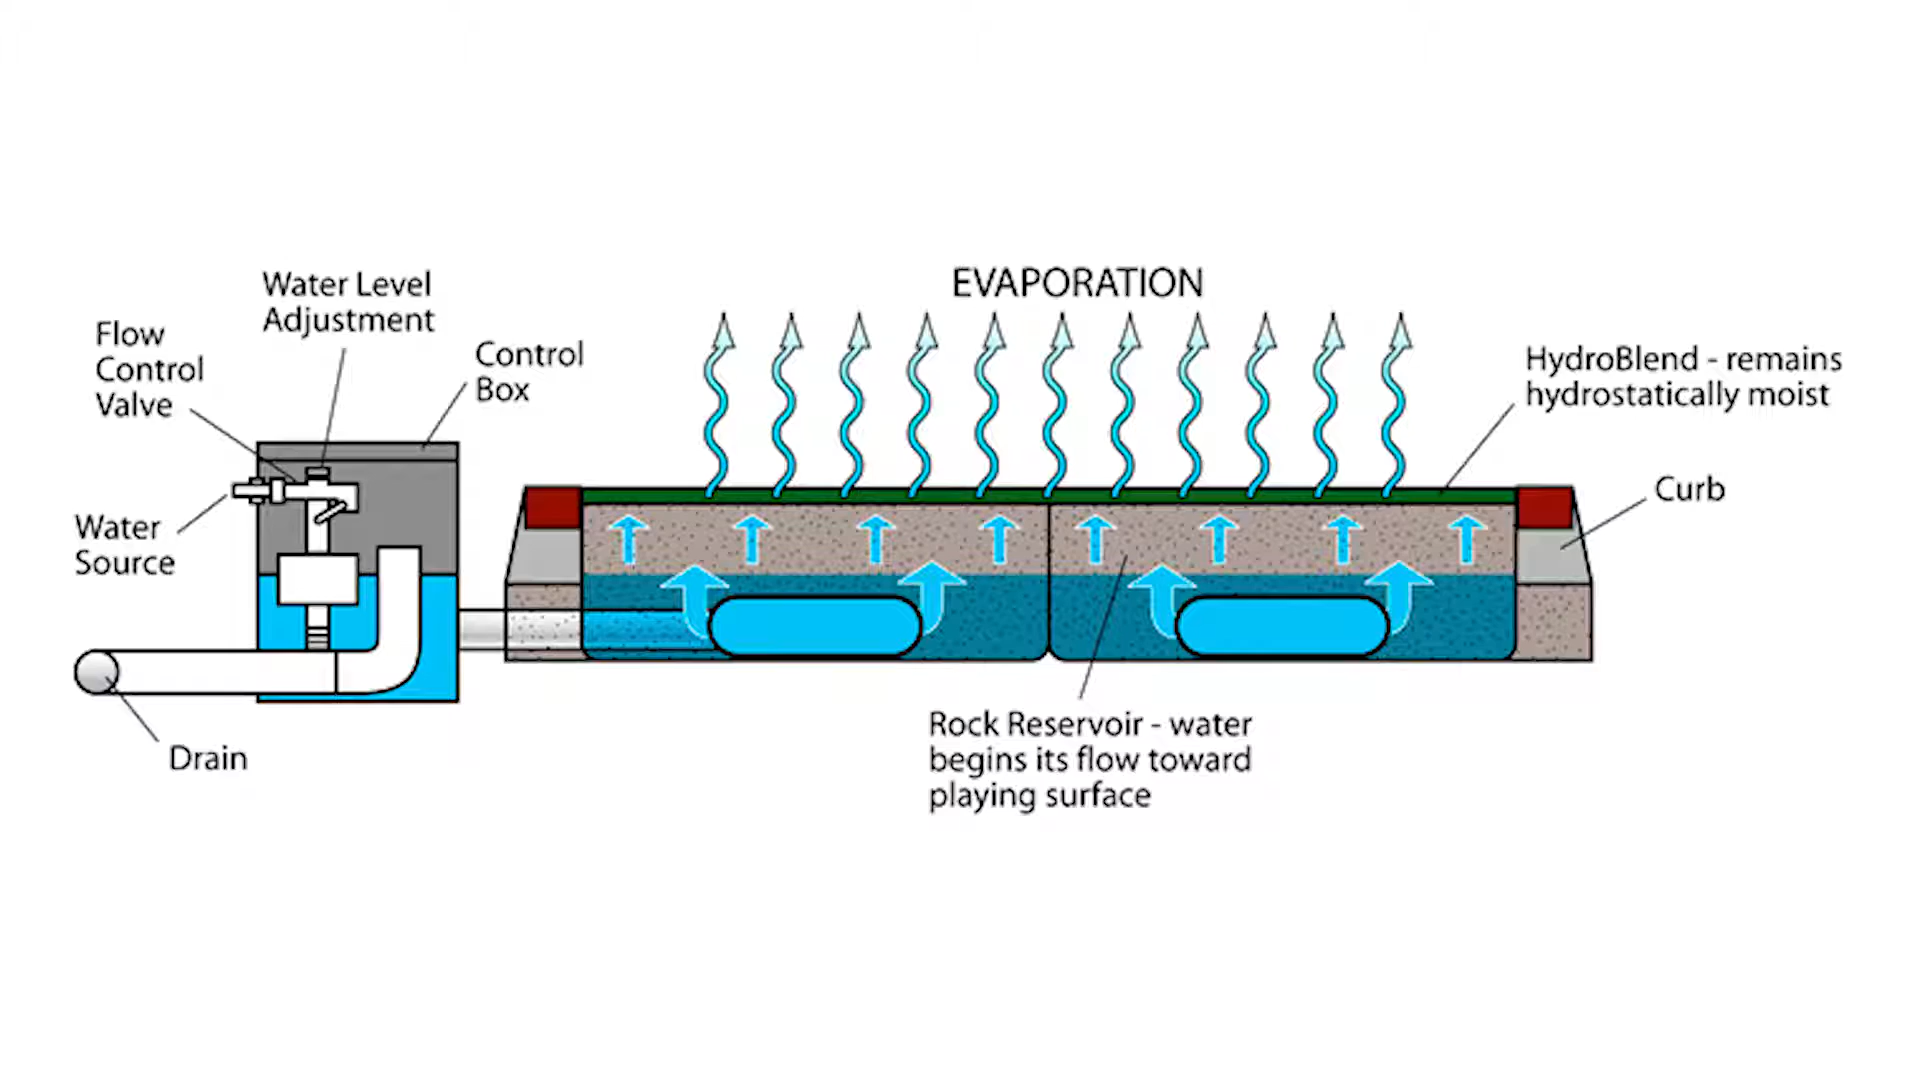 EVAPORATION
Water Level
Adjustment
Flow
Control
Valve
Control
Box
HydroBlend - remains
hydrostatically moist
Curb
Water
Source
Rock Reservoir - water
begins its flow toward
playing surface
Drain